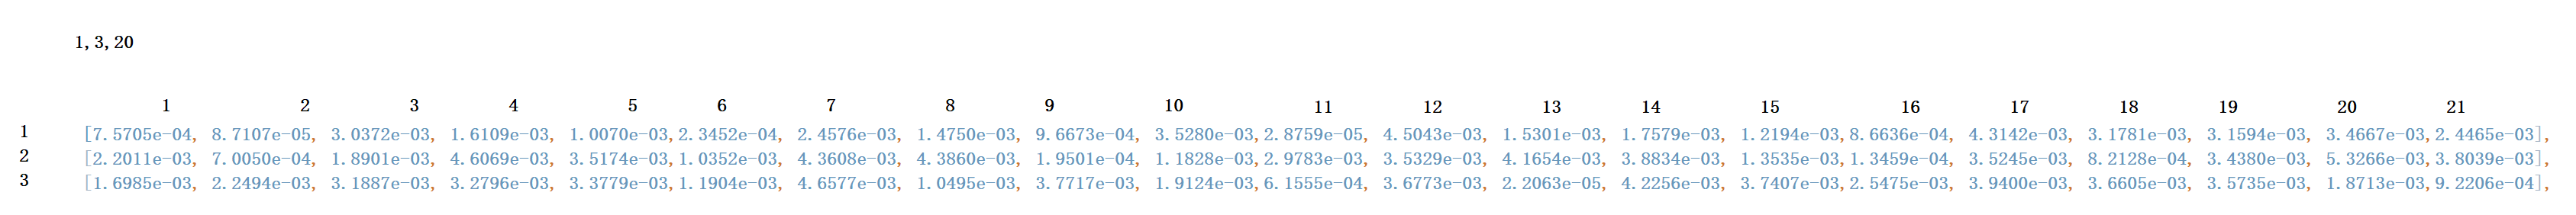 1, 3, 20
1 2 3 4 5 6 7 8 9 10 11 12 13 14 15 16 17 18 19 20 21
1 [7.5705e-04, 8.7107e-05, 3.0372e-03, 1.6109e-03, 1.0070e-03, 2.3452e-04, 2.4576e-03, 1.4750e-03, 9.6673e-04, 3.5280e-03, 2.8759e-05, 4.5043e-03, 1.5301e-03, 1.7579e-03, 1.2194e-03, 8.6636e-04, 4.3142e-03, 3.1781e-03, 3.1594e-03, 3.4667e-03, 2.4465e-03],
2 [2.2011e-03, 7.0050e-04, 1.8901e-03, 4.6069e-03, 3.5174e-03, 1.0352e-03, 4.3608e-03, 4.3860e-03, 1.9501e-04, 1.1828e-03, 2.9783e-03, 3.5329e-03, 4.1654e-03, 3.8834e-03, 1.3535e-03, 1.3459e-04, 3.5245e-03, 8.2128e-04, 3.4380e-03, 5.3266e-03, 3.8039e-03],
3 [1.6985e-03, 2.2494e-03, 3.1887e-03, 3.2796e-03, 3.3779e-03, 1.1904e-03, 4.6577e-03, 1.0495e-03, 3.7717e-03, 1.9124e-03, 6.1555e-04, 3.6773e-03, 2.2063e-05, 4.2256e-03, 3.7407e-03, 2.5475e-03, 3.9400e-03, 3.6605e-03, 3.5735e-03, 1.8713e-03, 9.2206e-04],